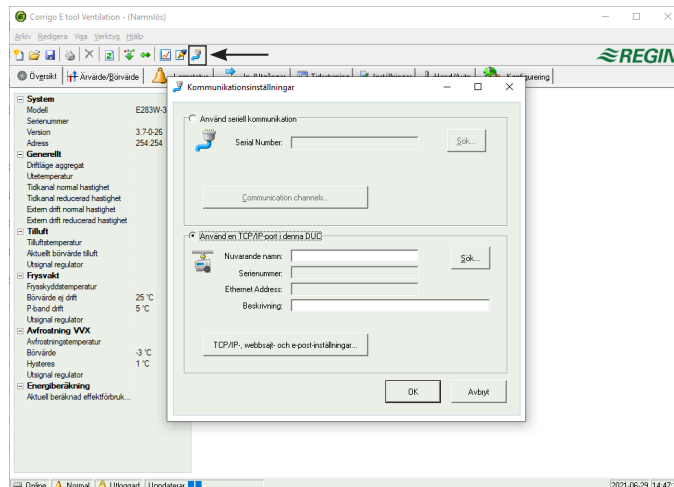 Corrigo E tool Ventilation - (Namnlös)
Arkiv Redigera Visa Verktyg Hjälp
REGIN
Översikt Ärvärde/Börvärde
Konfigurering
Kommunikationsinställningar
Använd seriell kommunikation
Serial Number:
Sök...
Communication channels...
Använd en TCP/IP-port i denna DUC
Nuvarande namn:
Sök...
Serienummer:
Ethernet Address:
Beskrivning:
TCP/IP-, webbsajt- och e-post-inställningar...
OK Avbryt
System
Modell E283W-3
Serienummer
Version 3.7-0-26
Adress 254:254
Generellt
Driftläge aggregat
Utetemperatur
Tidkanal normal hastighet
Tidkanal reducerad hastighet
Extern drift normal hastighet
Extern drift reducerad hastighet
Tilluft
Tilluftstemperatur
Aktuellt börvärde tilluft
Utsignal regulator
Frysvakt
Frysskyddstemperatur
Börvärde ej drift 25 °C
P-band drift 5 °C
Utsignal regulator
Avfrostning VVX
Avfrostningstemperatur
Börvärde -3 °C
Hysteres 1 °C
Utsignal regulator
Energiberäkning
Aktuell beräknad effektförbruk...
Online Normal Utloggad Uppdaterar
2021-06-29 14:47: